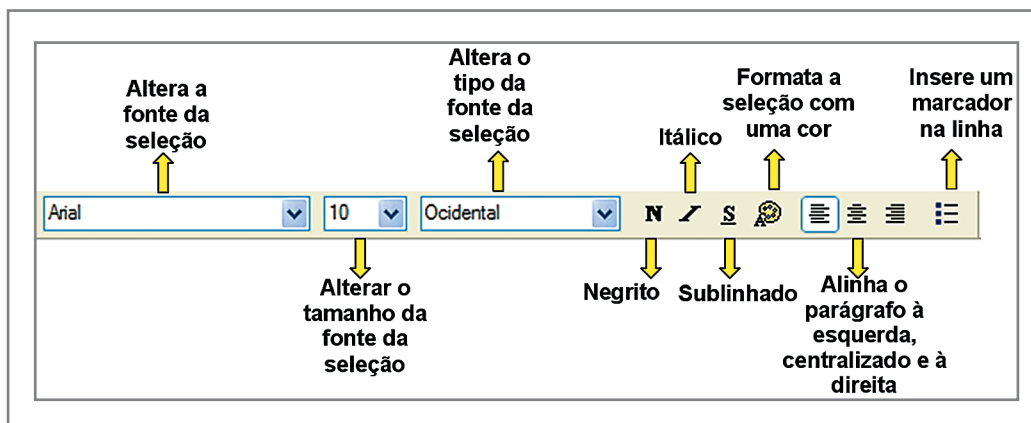 Altera a
fonte da
seleção
Altera o
tipo da
fonte da
seleção
Itálico
Formata a
seleção com
uma cor
Insere um
marcador
na linha
Arial
10
Ocidental
N I S A
Alterar o
tamanho da
fonte da
seleção
Negrito
Sublinhado
Alinha o
parágrafo à
esquerda,
centralizado e à
direita